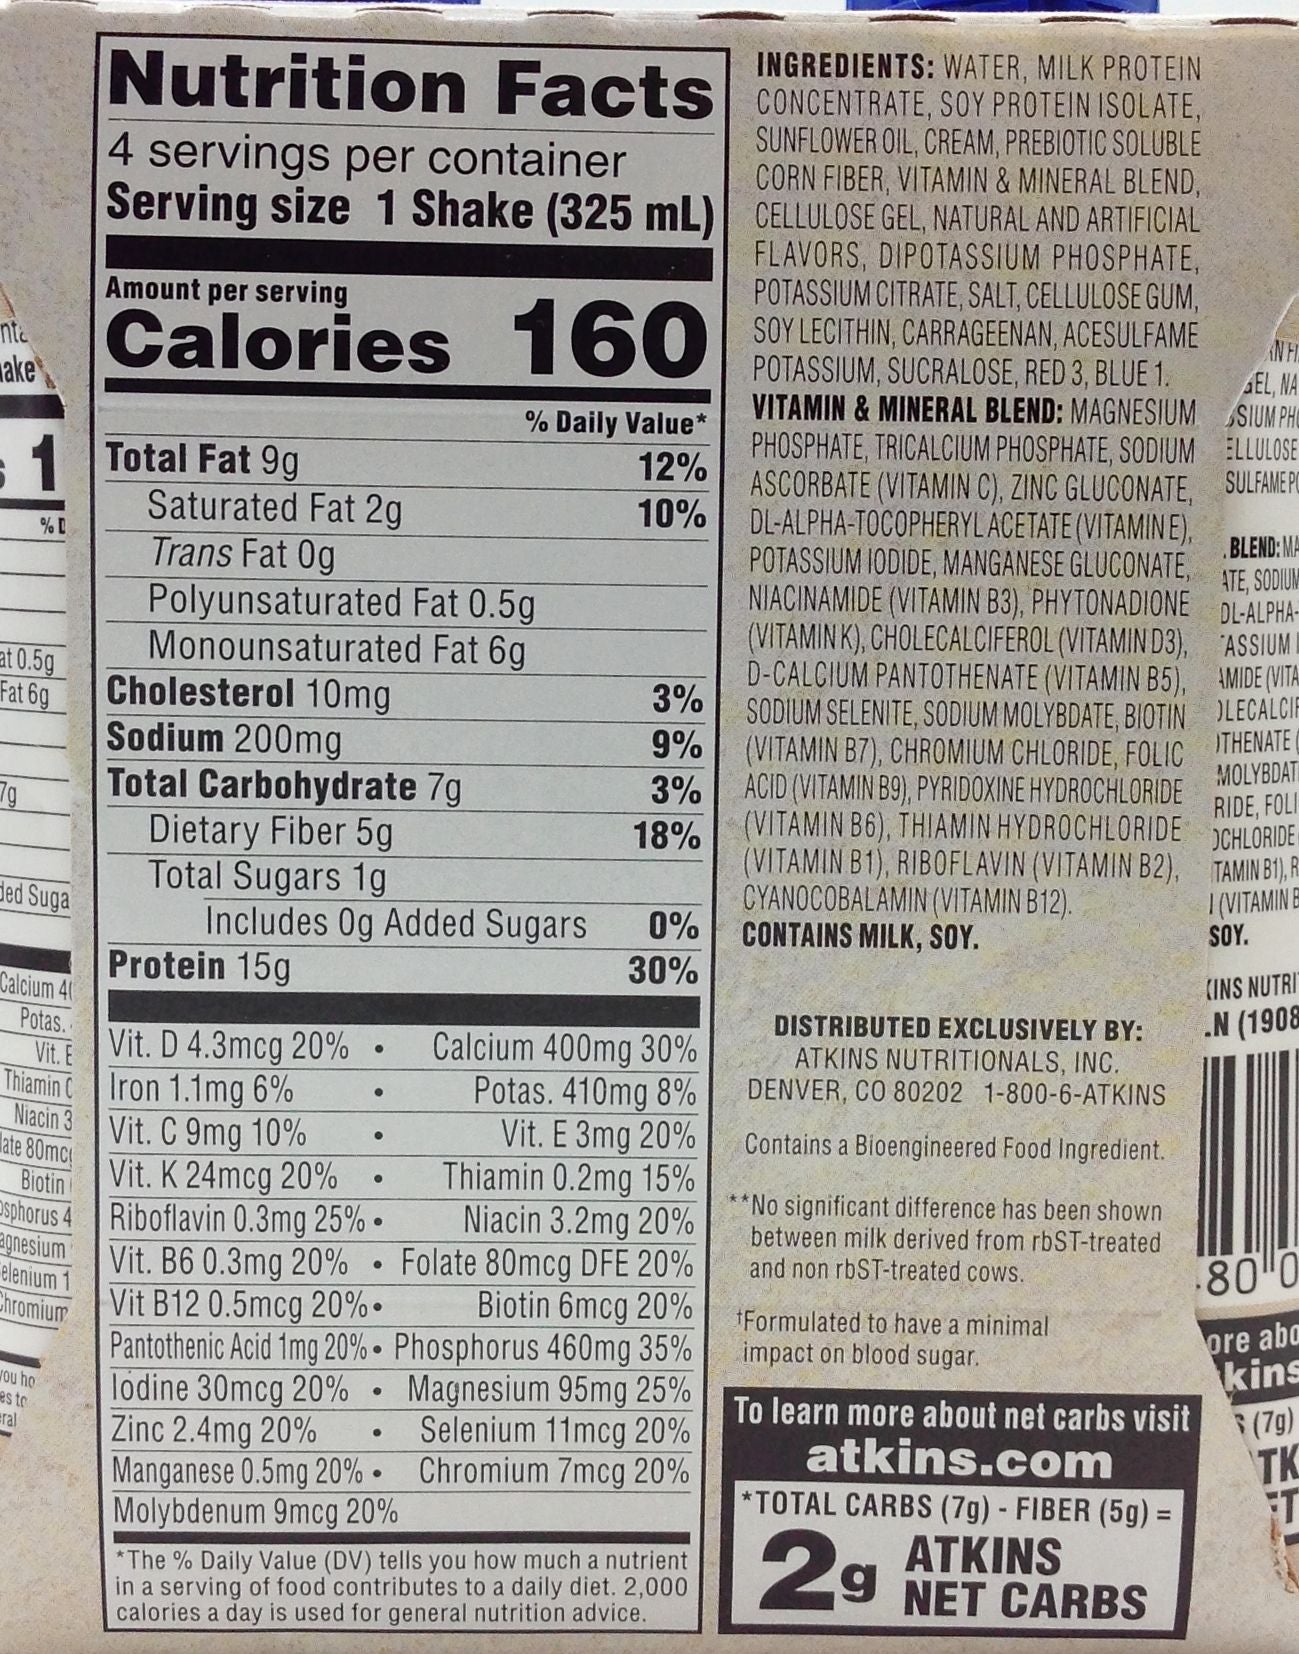 Nutrition Facts
4 servings per container
Serving size 1 Shake (325 mL)
Amount per serving
Calories 160
% Daily Value*
Total Fat 9g 12%
Saturated Fat 2g 10%
Trans Fat 0g
Polyunsaturated Fat 0.5g
Monounsaturated Fat 6g
Cholesterol 10mg 3%
Sodium 200mg 9%
Total Carbohydrate 7g 3%
Dietary Fiber 5g 18%
Total Sugars 1g
Includes 0g Added Sugars 0%
Protein 15g 30%
Vit. D 4.3mcg 20% • Calcium 400mg 30%
Iron 1.1mg 6% • Potas. 410mg 8%
Vit. C 9mg 10% • Vit. E 3mg 20%
Vit. K 24mcg 20% • Thiamin 0.2mg 15%
Riboflavin 0.3mg 25% • Niacin 3.2mg 20%
Vit. B6 0.3mg 20% • Folate 80mcg DFE 20%
Vit B12 0.5mcg 20% • Biotin 6mcg 20%
Pantothenic Acid 1mg 20% • Phosphorus 460mg 35%
Iodine 30mcg 20% • Magnesium 95mg 25%
Zinc 2.4mg 20% • Selenium 11mcg 20%
Manganese 0.5mg 20% • Chromium 7mcg 20%
Molybdenum 9mcg 20%
*The % Daily Value (DV) tells you how much a nutrient
in a serving of food contributes to a daily diet. 2,000
calories a day is used for general nutrition advice.
INGREDIENTS: WATER, MILK PROTEIN
CONCENTRATE, SOY PROTEIN ISOLATE,
SUNFLOWER OIL, CREAM, PREBIOTIC SOLUBLE
CORN FIBER, VITAMIN & MINERAL BLEND,
CELLULOSE GEL, NATURAL AND ARTIFICIAL
FLAVORS, DIPOTASSIUM PHOSPHATE,
POTASSIUM CITRATE, SALT, CELLULOSE GUM,
SOY LECITHIN, CARRAGEENAN, ACESULFAME
POTASSIUM, SUCRALOSE, RED 3, BLUE 1.
VITAMIN & MINERAL BLEND: MAGNESIUM
PHOSPHATE, TRICALCIUM PHOSPHATE, SODIUM
ASCORBATE (VITAMIN C), ZINC GLUCONATE,
DL-ALPHA-TOCOPHERYL ACETATE (VITAMIN E),
POTASSIUM IODIDE, MANGANESE GLUCONATE,
NIACINAMIDE (VITAMIN B3), PHYTONADIONE
(VITAMIN K), CHOLECALCIFEROL (VITAMIN D3),
D-CALCIUM PANTOTHENATE (VITAMIN B5),
SODIUM SELENITE, SODIUM MOLYBDATE, BIOTIN
(VITAMIN B7), CHROMIUM CHLORIDE, FOLIC
ACID (VITAMIN B9), PYRIDOXINE HYDROCHLORIDE
(VITAMIN B6), THIAMIN HYDROCHLORIDE
(VITAMIN B1), RIBOFLAVIN (VITAMIN B2),
CYANOCOBALAMIN (VITAMIN B12).
CONTAINS MILK, SOY.
DISTRIBUTED EXCLUSIVELY BY:
ATKINS NUTRITIONALS, INC.
DENVER, CO 80202 1-800-6-ATKINS
Contains a Bioengineered Food Ingredient.
**No significant difference has been shown
between milk derived from rbST-treated
and non rbST-treated cows.
†Formulated to have a minimal
impact on blood sugar.
To learn more about net carbs visit
atkins.com
*TOTAL CARBS (7g) - FIBER (5g) =
2g ATKINS
NET CARBS